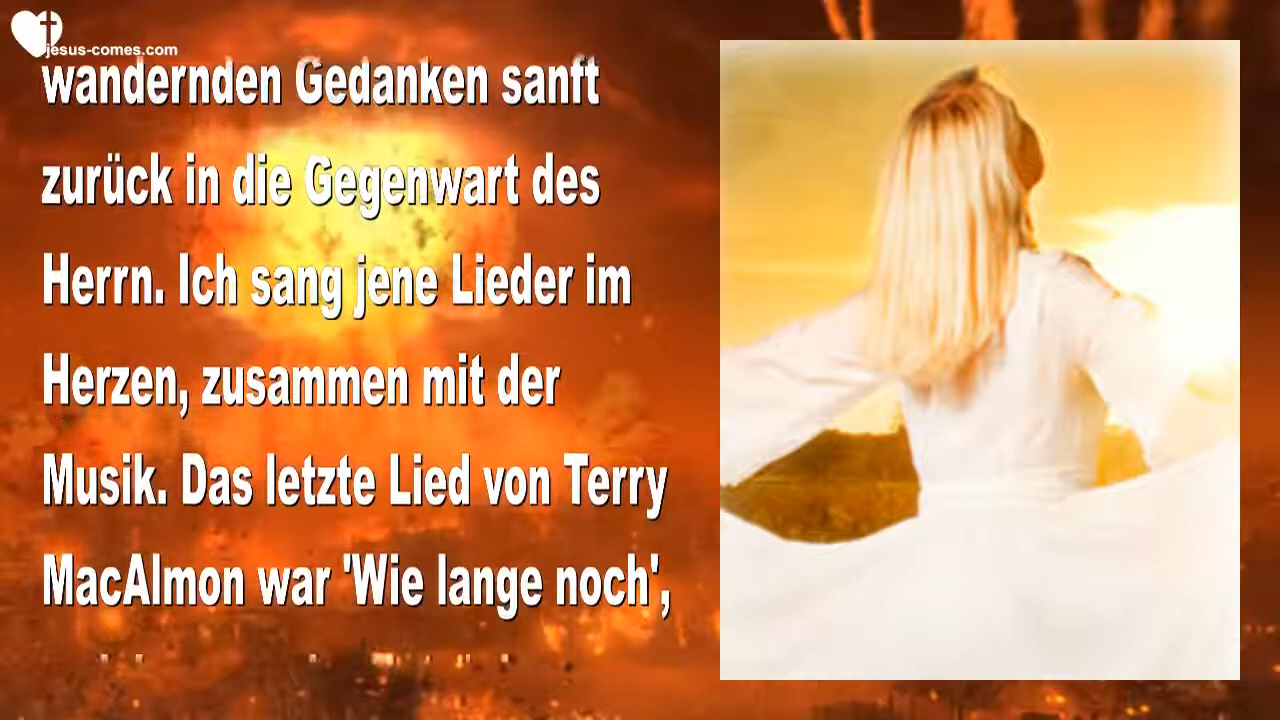 jesus-comes.com
wandernden Gedanken sanft
zurück in die Gegenwart des
Herrn. Ich sang jene Lieder im
Herzen, zusammen mit der
Musik. Das letzte Lied von Terry
MacAlmon war 'Wie lange noch',